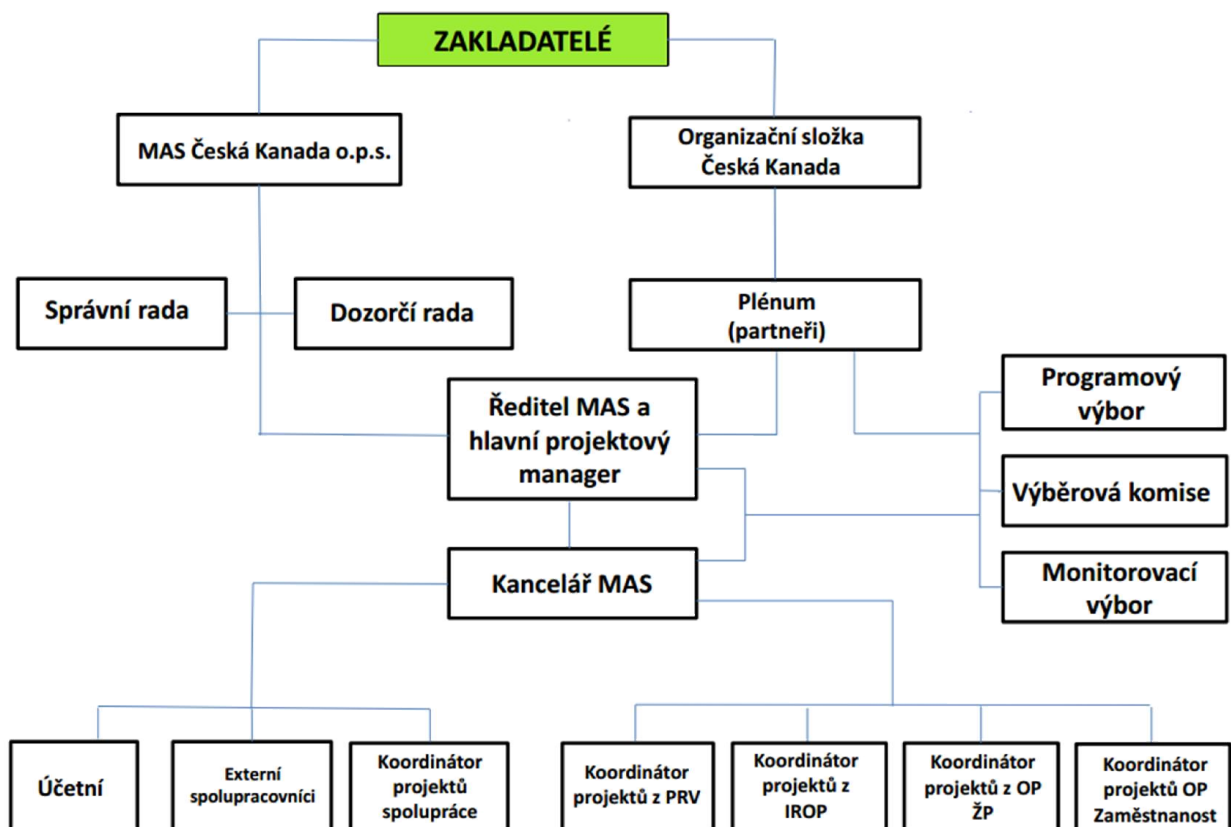 ZAKLADATELÉ
MAS Česká Kanada o.p.s.
Organizační složka
Česká Kanada
Správní rada
Dozorčí rada
Plénum
(partneři)
Programový
výbor
Ředitel MAS a
hlavní projektový
manager
Výběrová komise
Kancelář MAS
Monitorovací
výbor
Účetní
Externí
spolupracovníci
Koordinátor
projektů
spolupráce
Koordinátor
projektů z PRV
Koordinátor
projektů z
IROP
Koordinátor
projektů z OP
ŽP
Koordinátor
projektů OP
Zaměstnanost